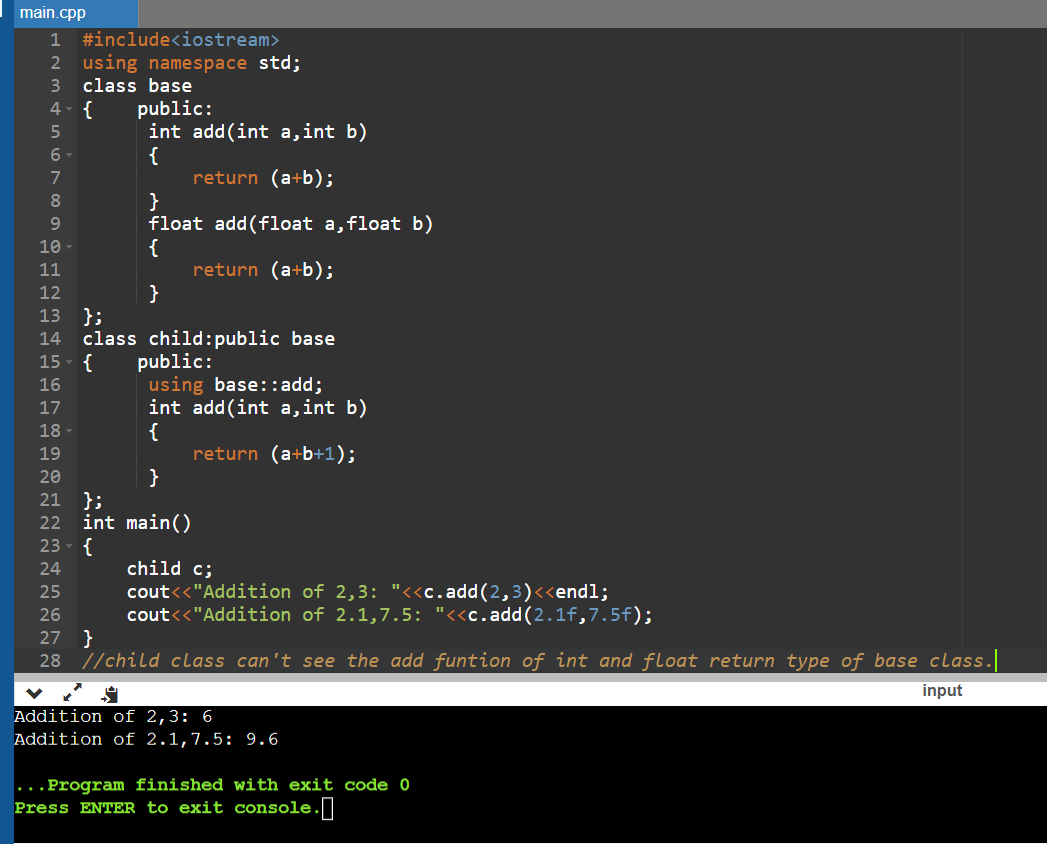 main.cpp
1 #include<iostream>
2 using namespace std;
3 class base
4 {    public:
5      int add(int a,int b)
6      {
7          return (a+b);
8      }
9      float add(float a,float b)
10      {
11          return (a+b);
12      }
13 };
14 class child:public base
15 {    public:
16      using base::add;
17      int add(int a,int b)
18      {
19          return (a+b+1);
20      }
21 };
22 int main()
23 {
24    child c;
25    cout<<"Addition of 2,3: "<<c.add(2,3)<<endl;
26    cout<<"Addition of 2.1,7.5: "<<c.add(2.1f,7.5f);
27 }
28 //child class can't see the add funtion of int and float return type of base class.
input
Addition of 2,3: 6
Addition of 2.1,7.5: 9.6
...Program finished with exit code 0
Press ENTER to exit console.